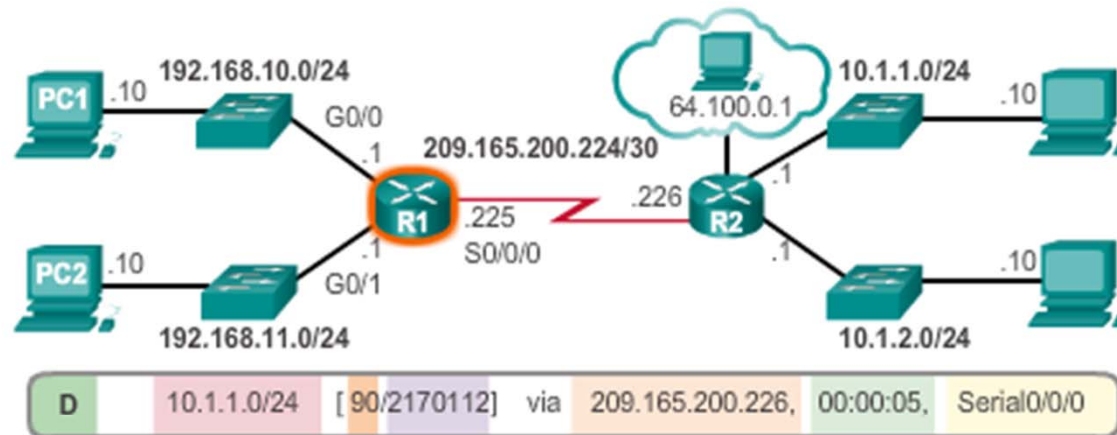 192.168.10.0/24
10.1.1.0/24
PC1
.10
64.100.0.1
.10
G0/0
209.165.200.224/30
.1
.1
R1
.225
.226
R2
S0/0/0
PC2
.10
.1
G0/1
.1
.10
192.168.11.0/24
10.1.2.0/24
D 10.1.1.0/24 [ 90/2170112] via 209.165.200.226, 00:00:05, Serial0/0/0